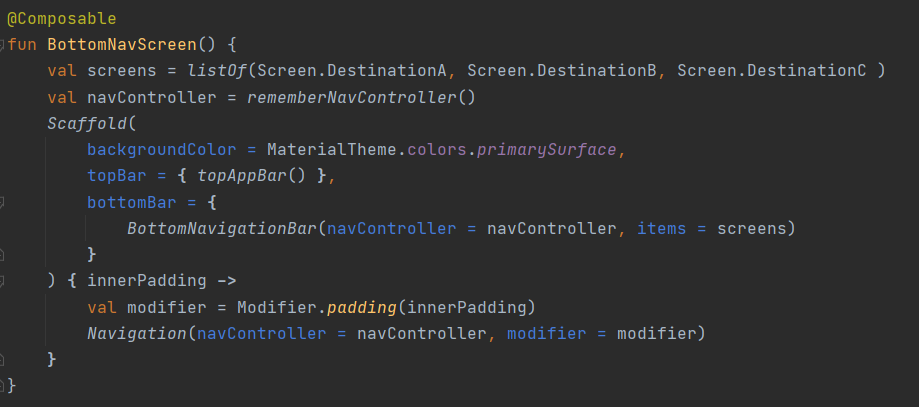 @Composable
fun BottomNavScreen() {
    val screens = listOf(Screen.DestinationA, Screen.DestinationB, Screen.DestinationC )
    val navController = rememberNavController()
    Scaffold(
        backgroundColor = MaterialTheme.colors.primarySurface,
        topBar = { topAppBar() },
        bottomBar = {
            BottomNavigationBar(navController = navController, items = screens)
        }
    ) { innerPadding ->
        val modifier = Modifier.padding(innerPadding)
        Navigation(navController = navController, modifier = modifier)
    }
}